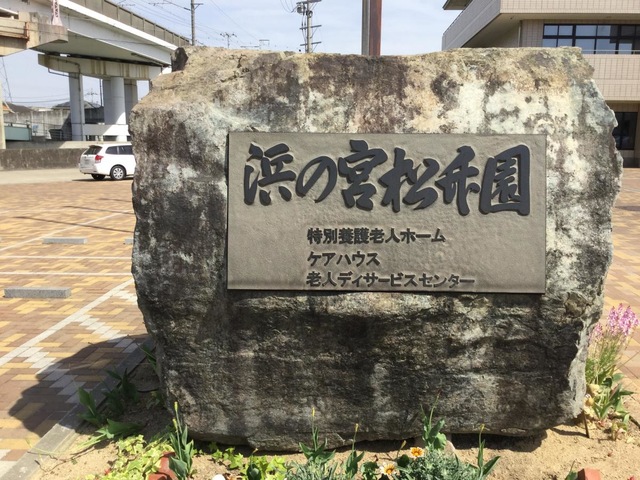 浜の宮松竹園
特別養護老人ホーム
ケアハウス
老人デイサービスセンター